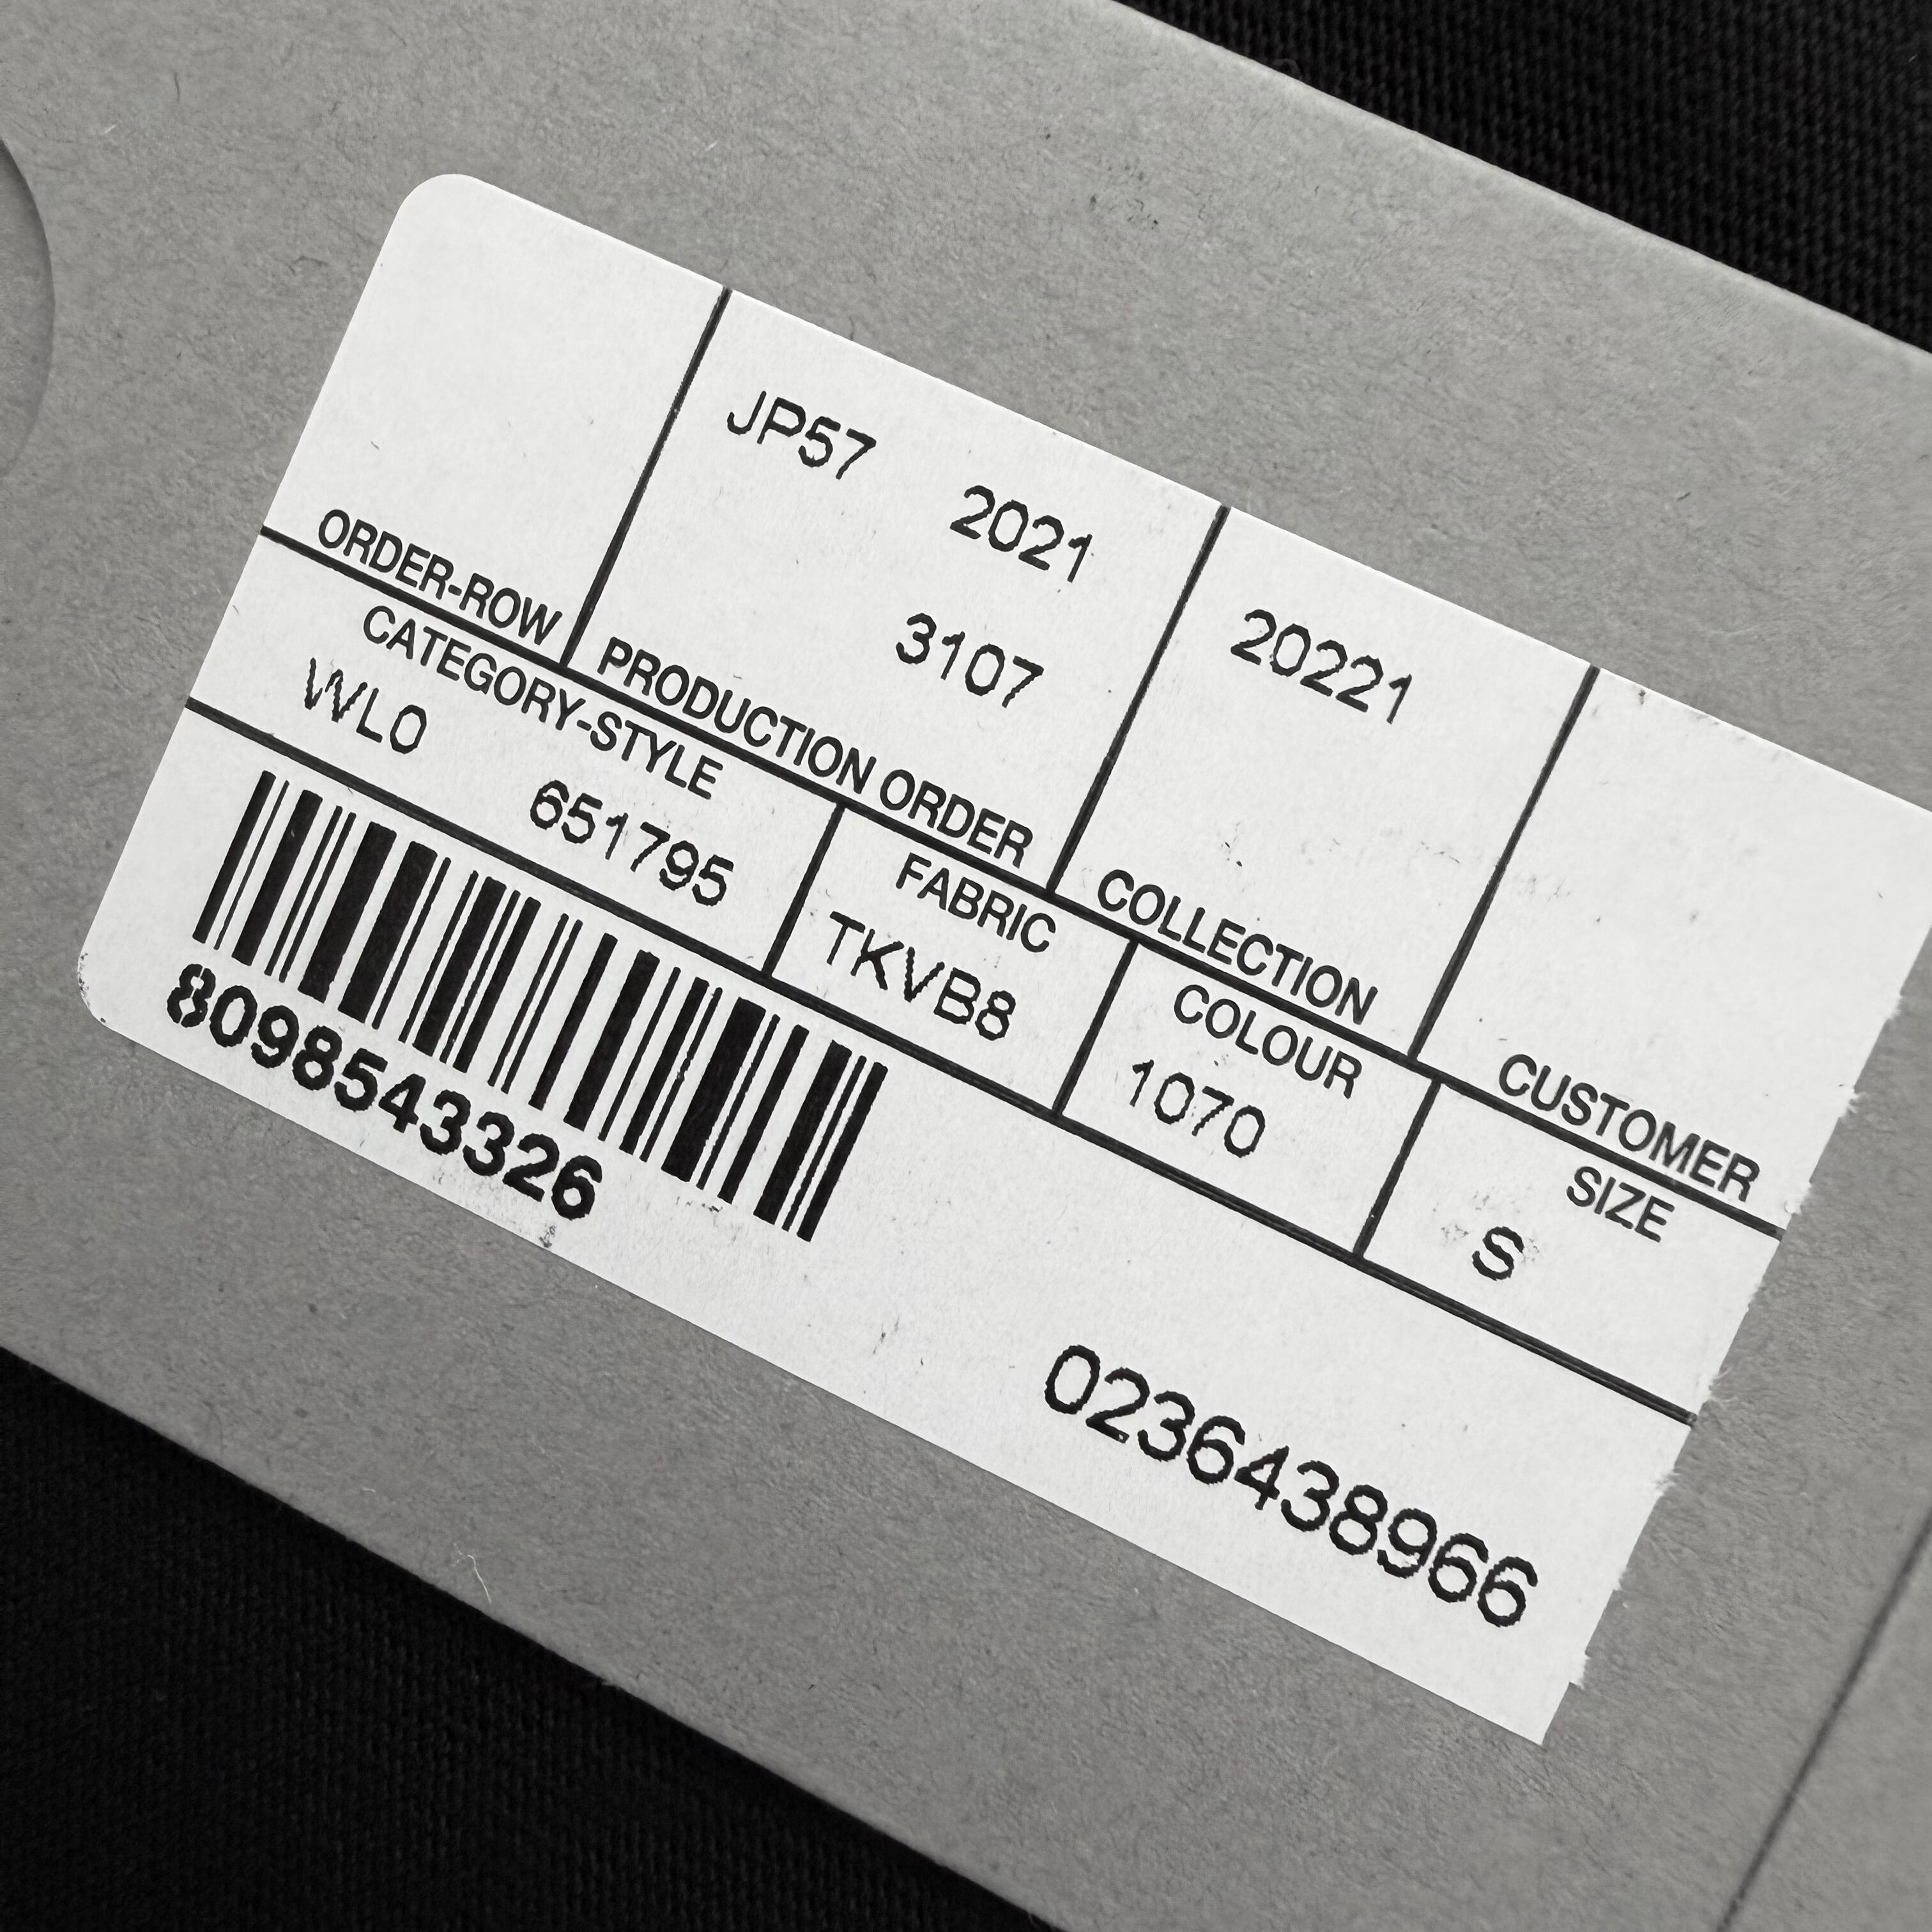 JP57 2021 20221
3107
ORDER-ROW PRODUCTION ORDER COLLECTION CUSTOMER
CATEGORY-STYLE FABRIC COLOUR SIZE
WL0 651795 TKVB8 1070 S
8098543326 0236438966